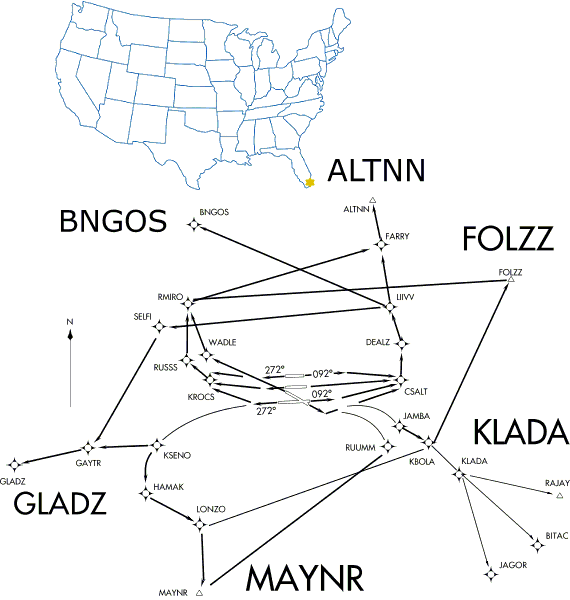 ALTNN
BNGOS
BNGOS
ALTNN
FARRY
FOLZZ
FOLZZ
RMIRO
LIIVV
SELFI
N
WADLE
DEALZ
RUSSS
272°
092°
KROCS
CSALT
272°
092°
JAMBA
KLADA
KSENO
RUUMM
KBOLA
KLADA
GAYTR
GLADZ
GLADZ
HAMAK
RAJAY
LONZO
BITAC
JAGOR
MAYNR
MAYNR